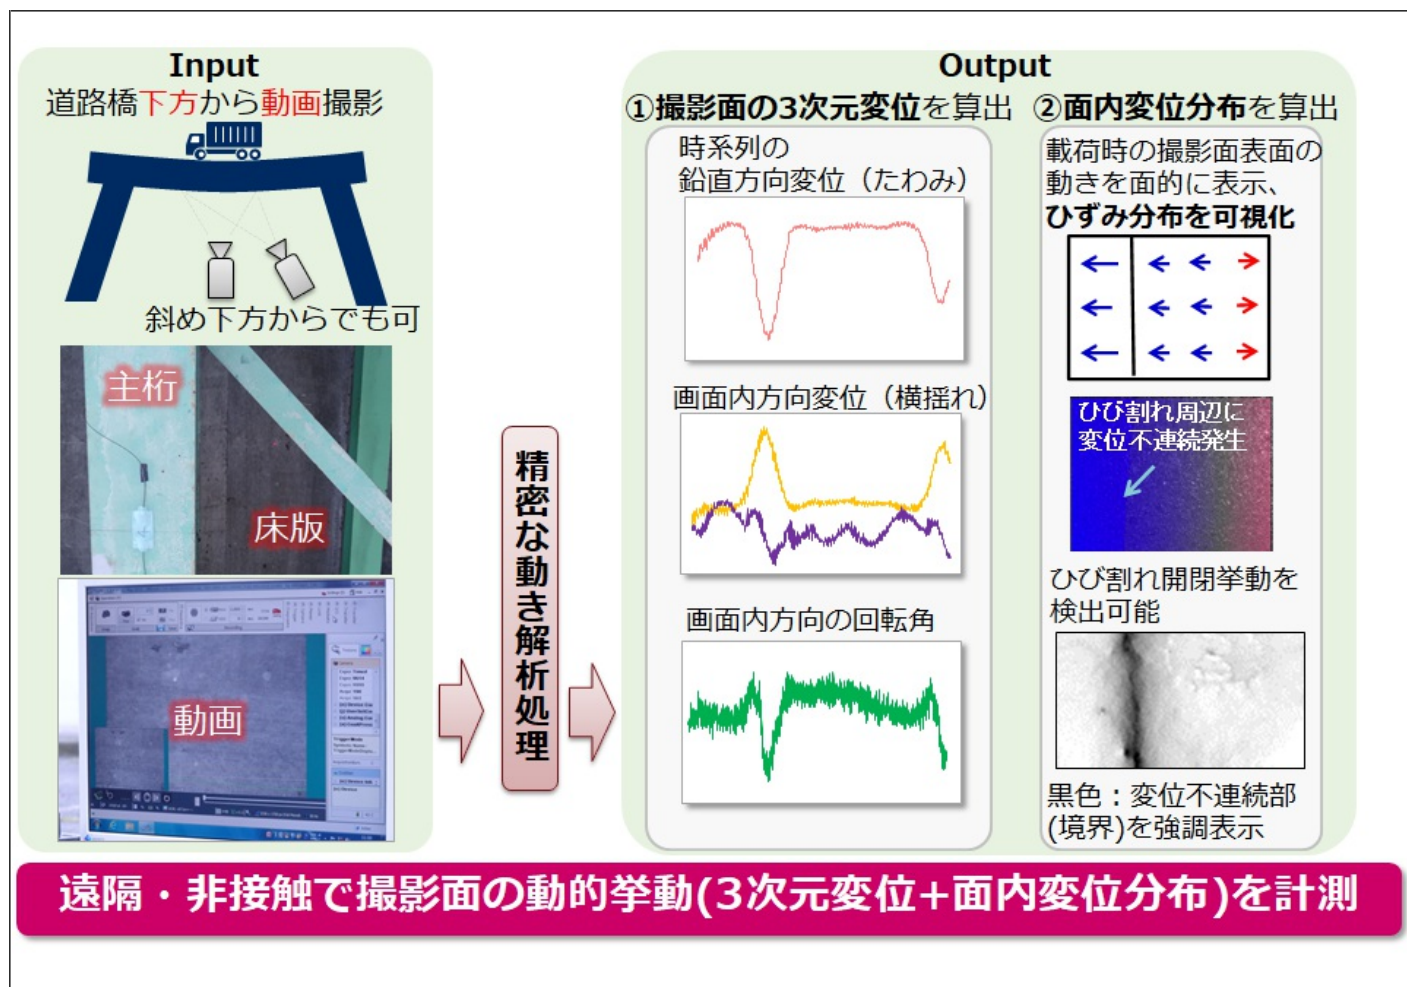 Input
道路橋下方から動画撮影
斜め下方からでも可
主桁
床版
動画
精密な動き解析処理
Output
①撮影面の3次元変位を算出
時系列の
鉛直方向変位（たわみ）
画面内方向変位（横揺れ）
画面内方向の回転角
②面内変位分布を算出
載荷時の撮影面表面の
動きを面的に表示、
ひずみ分布を可視化
ひび割れ周辺に
変位不連続発生
ひび割れ開閉挙動を
検出可能
黒色：変位不連続部
(境界)を強調表示
遠隔・非接触で撮影面の動的挙動(3次元変位+面内変位分布)を計測